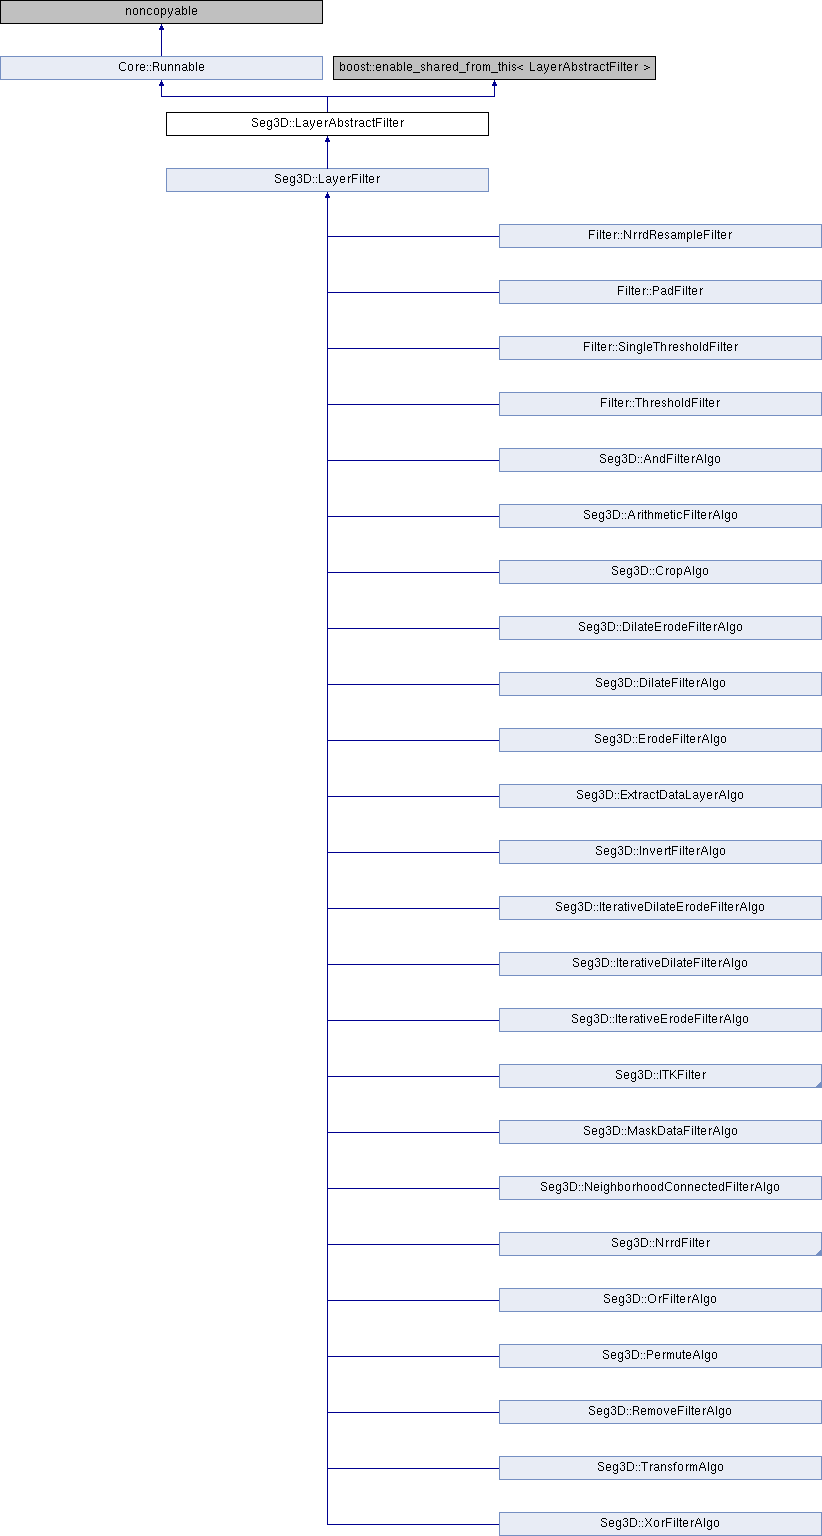 noncopyable
Core::Runnable
boost::enable_shared_from_this< LayerAbstractFilter >
Seg3D::LayerAbstractFilter
Seg3D::LayerFilter
Filter::NrrdResampleFilter
Filter::PadFilter
Filter::SingleThresholdFilter
Filter::ThresholdFilter
Seg3D::AndFilterAlgo
Seg3D::ArithmeticFilterAlgo
Seg3D::CropAlgo
Seg3D::DilateErodeFilterAlgo
Seg3D::DilateFilterAlgo
Seg3D::ErodeFilterAlgo
Seg3D::ExtractDataLayerAlgo
Seg3D::InvertFilterAlgo
Seg3D::IterativeDilateErodeFilterAlgo
Seg3D::IterativeDilateFilterAlgo
Seg3D::IterativeErodeFilterAlgo
Seg3D::ITKFilter
Seg3D::MaskDataFilterAlgo
Seg3D::NeighborhoodConnectedFilterAlgo
Seg3D::NrrdFilter
Seg3D::OrFilterAlgo
Seg3D::PermuteAlgo
Seg3D::RemoveFilterAlgo
Seg3D::TransformAlgo
Seg3D::XorFilterAlgo